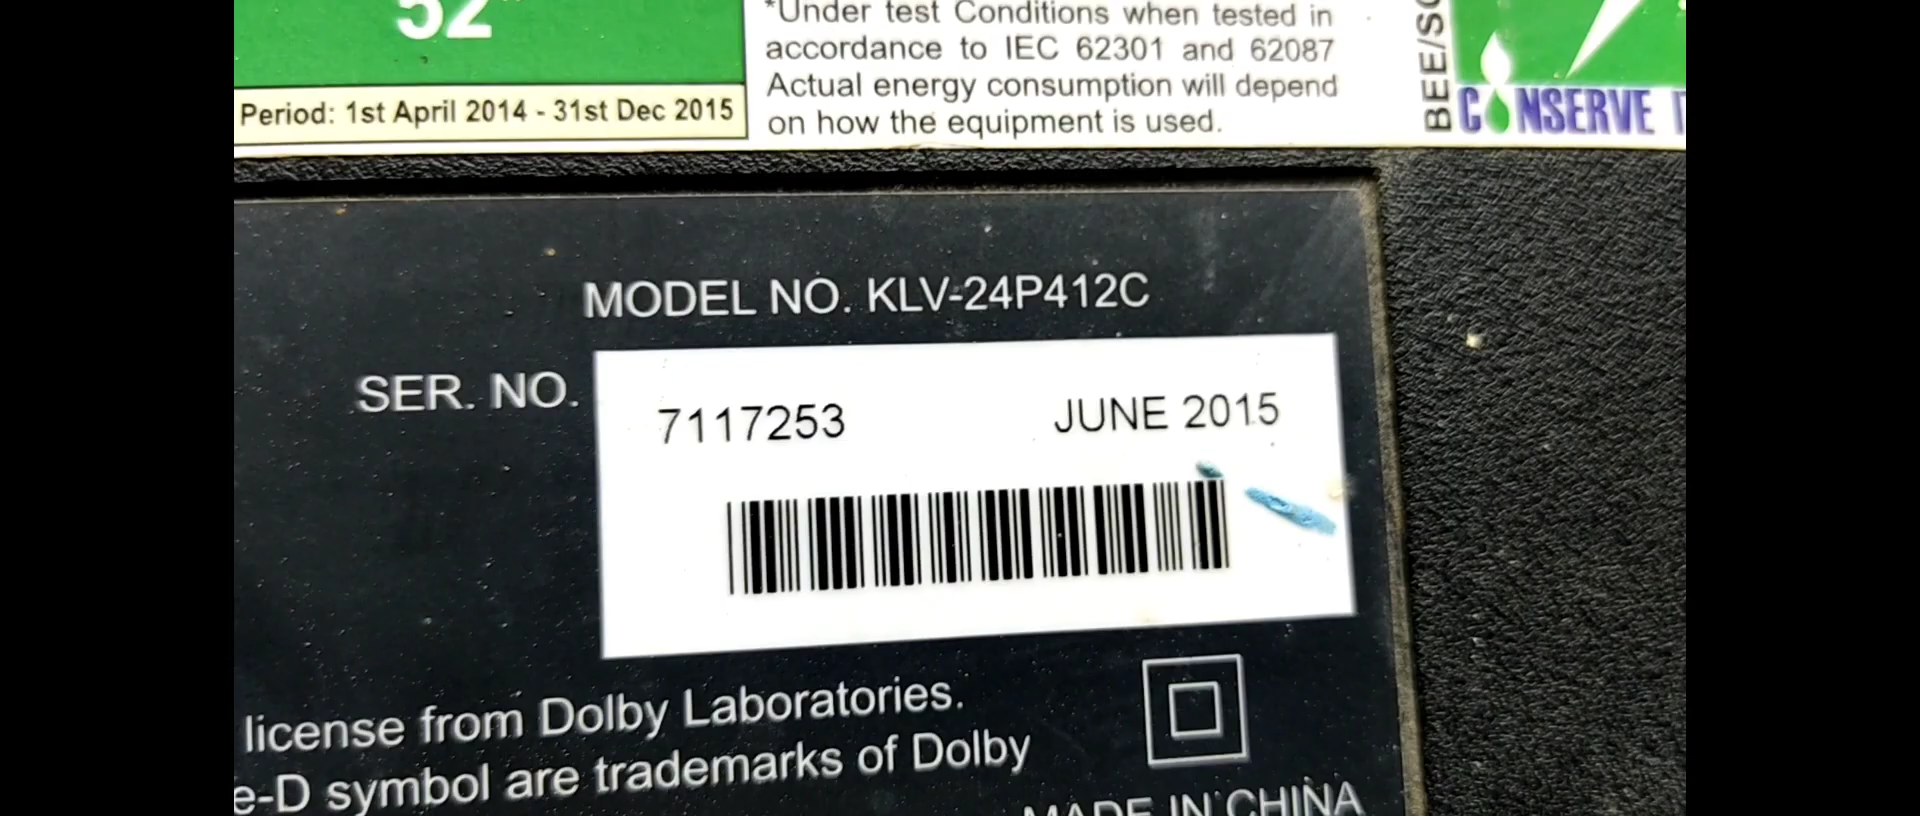 52"
Period: 1st April 2014 - 31st Dec 2015
*Under test Conditions when tested in
accordance to IEC 62301 and 62087
Actual energy consumption will depend
on how the equipment is used.
CONSERVE
MODEL NO. KLV-24P412C
SER. NO.
7117253 JUNE 2015
license from Dolby Laboratories.
e-D symbol are trademarks of Dolby
MADE IN CHINA